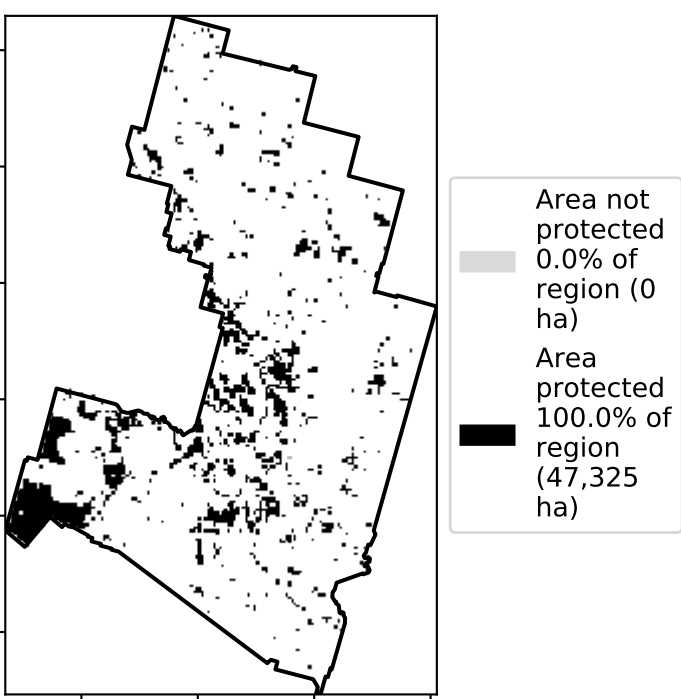 Area not
protected
0.0% of
region (0
ha)
Area
protected
100.0% of
region
(47,325
ha)